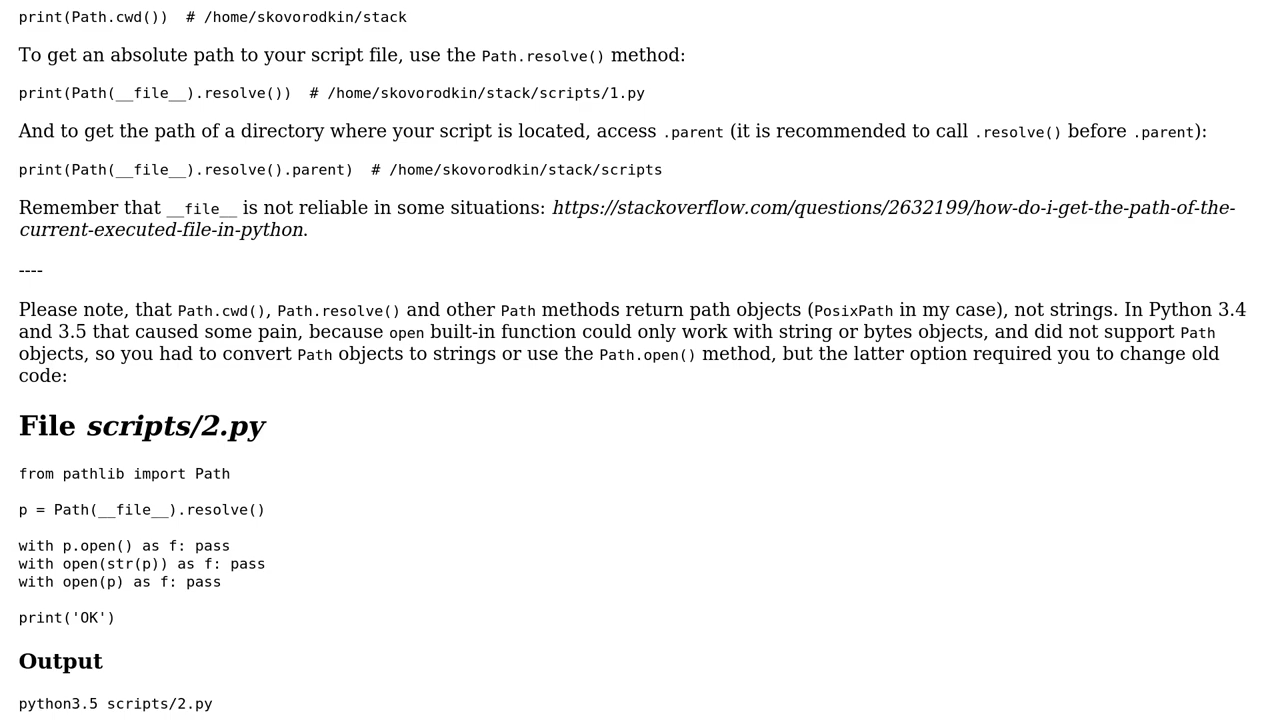 print(Path.cwd())  # /home/skovorodkin/stack
To get an absolute path to your script file, use the Path.resolve() method:
print(Path(__file__).resolve())  # /home/skovorodkin/stack/scripts/1.py
And to get the path of a directory where your script is located, access .parent (it is recommended to call .resolve() before .parent):
print(Path(__file__).resolve().parent)  # /home/skovorodkin/stack/scripts
Remember that __file__ is not reliable in some situations: https://stackoverflow.com/questions/2632199/how-do-i-get-the-path-of-the-
current-executed-file-in-python.
----
Please note, that Path.cwd(), Path.resolve() and other Path methods return path objects (PosixPath in my case), not strings. In Python 3.4
and 3.5 that caused some pain, because open built-in function could only work with string or bytes objects, and did not support Path
objects, so you had to convert Path objects to strings or use the Path.open() method, but the latter option required you to change old
code:
File scripts/2.py
from pathlib import Path
p = Path(__file__).resolve()
with p.open() as f: pass
with open(str(p)) as f: pass
with open(p) as f: pass
print('OK')
Output
python3.5 scripts/2.py